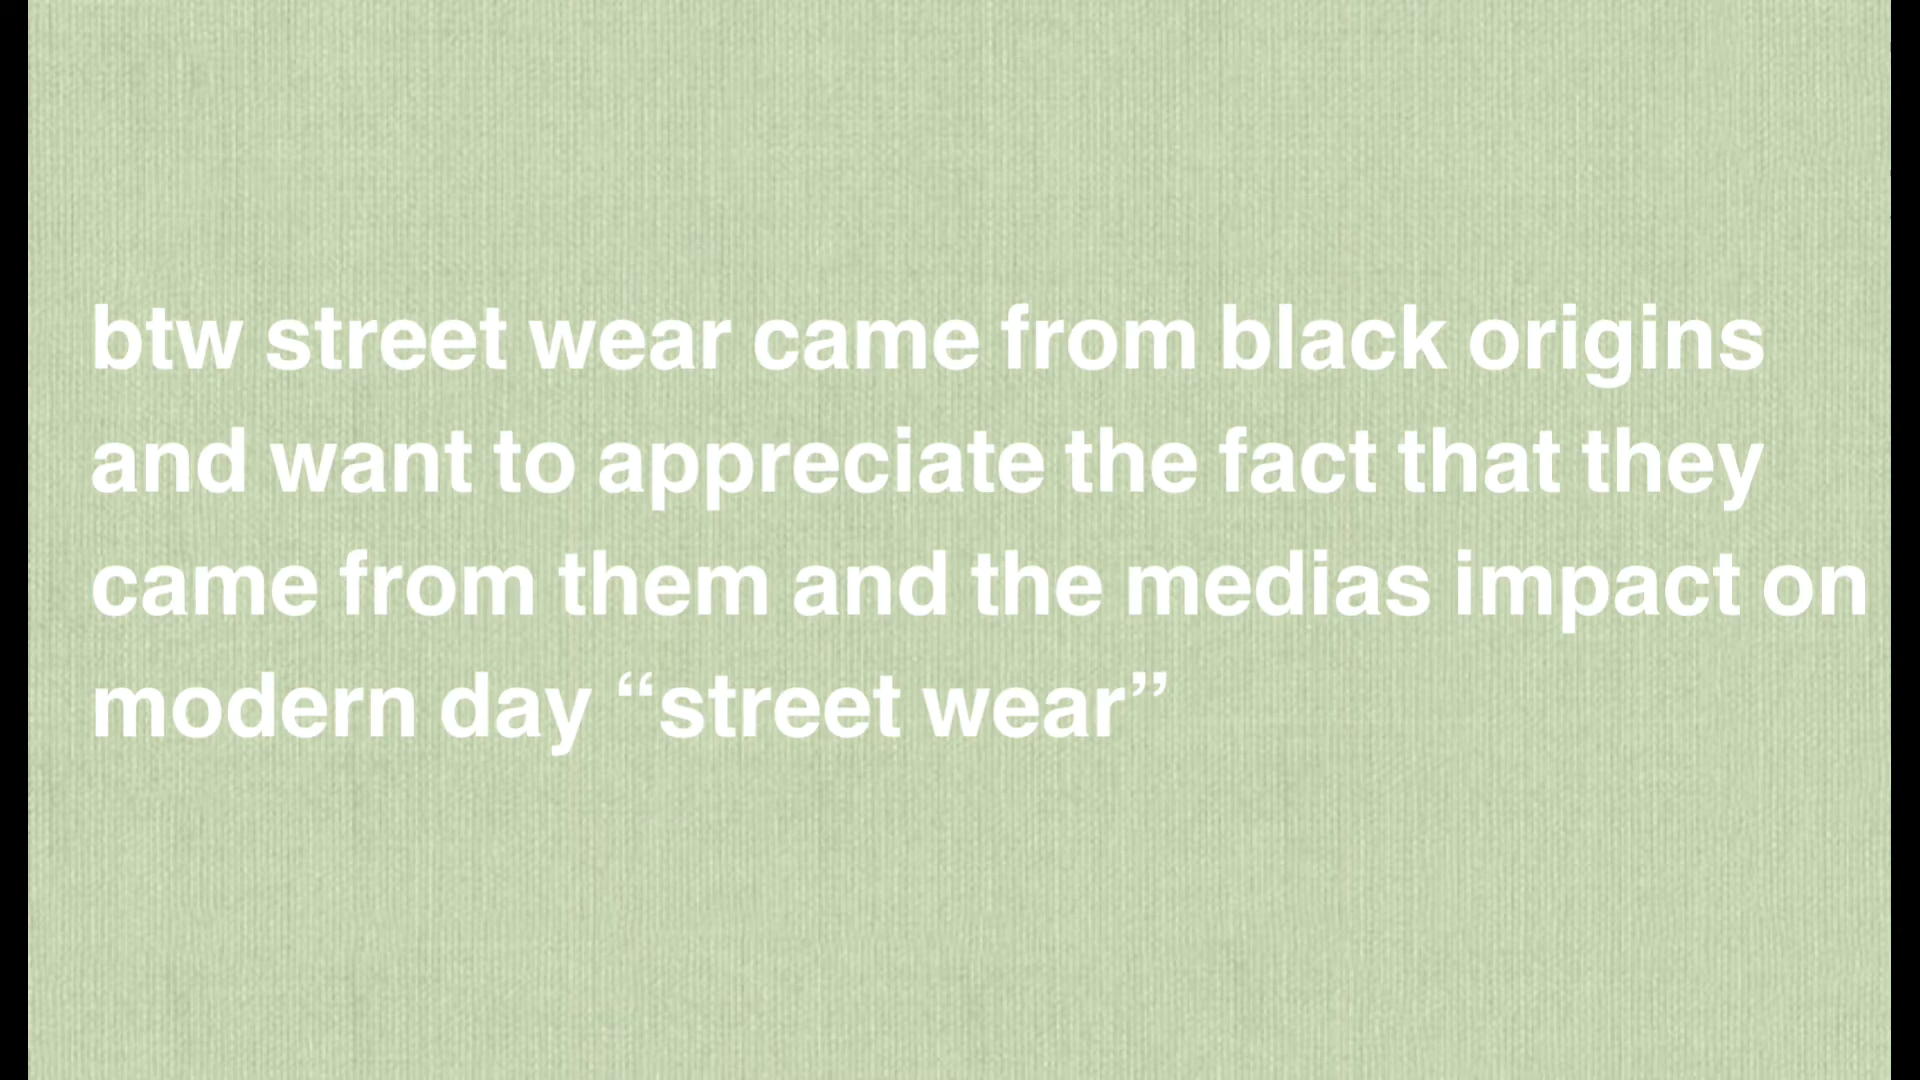 btw street wear came from black origins
and want to appreciate the fact that they
came from them and the medias impact on
modern day “street wear”